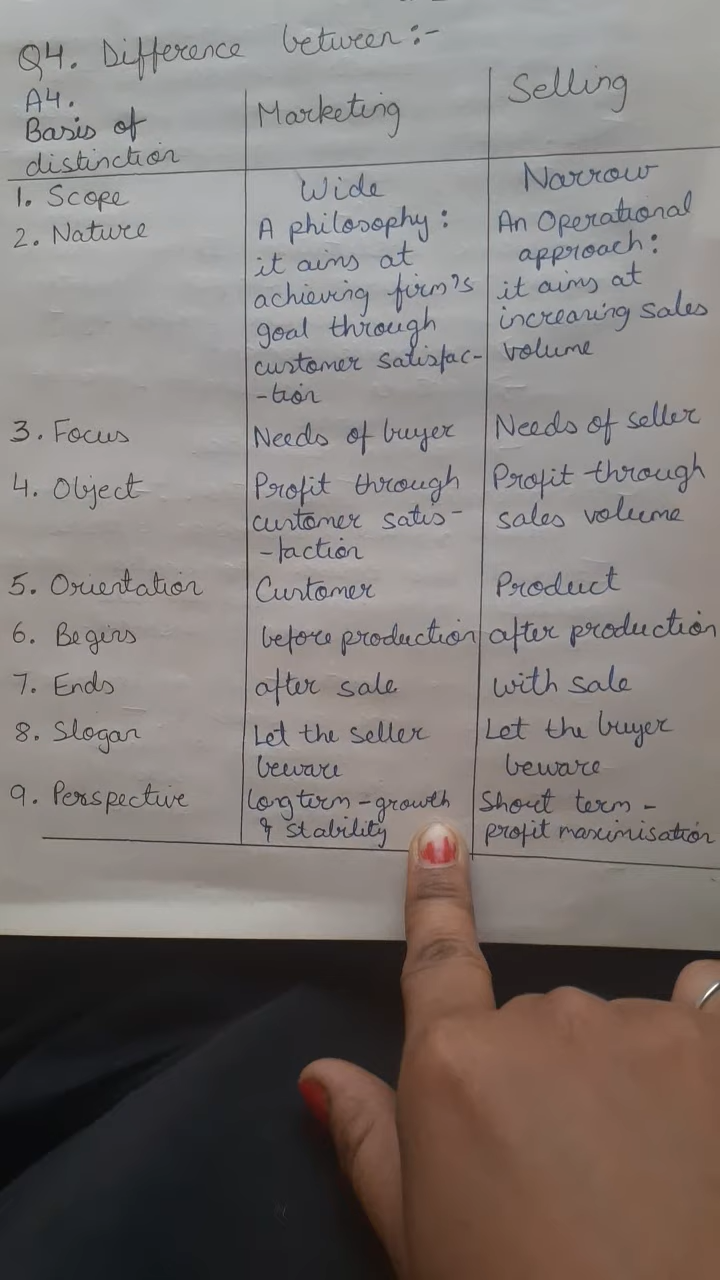 Q4. Difference between:-
A4.
Basis of distinction | Marketing | Selling
1. Scope | Wide | Narrow
2. Nature | A philosophy: | An Operational
it aims at | approach:
achieving firm's | it aims at
goal through | increasing sales
customer satisfac- | volume
-tion
3. Focus | Needs of buyer | Needs of seller
4. Object | Profit through | Profit through
customer satis- | sales volume
-faction
5. Orientation | Customer | Product
6. Begins | before production | after production
7. Ends | after sale | with sale
8. Slogan | Let the seller | Let the buyer
beware | beware
9. Perspective | Long term - growth | Short term -
& stability | profit maximisation